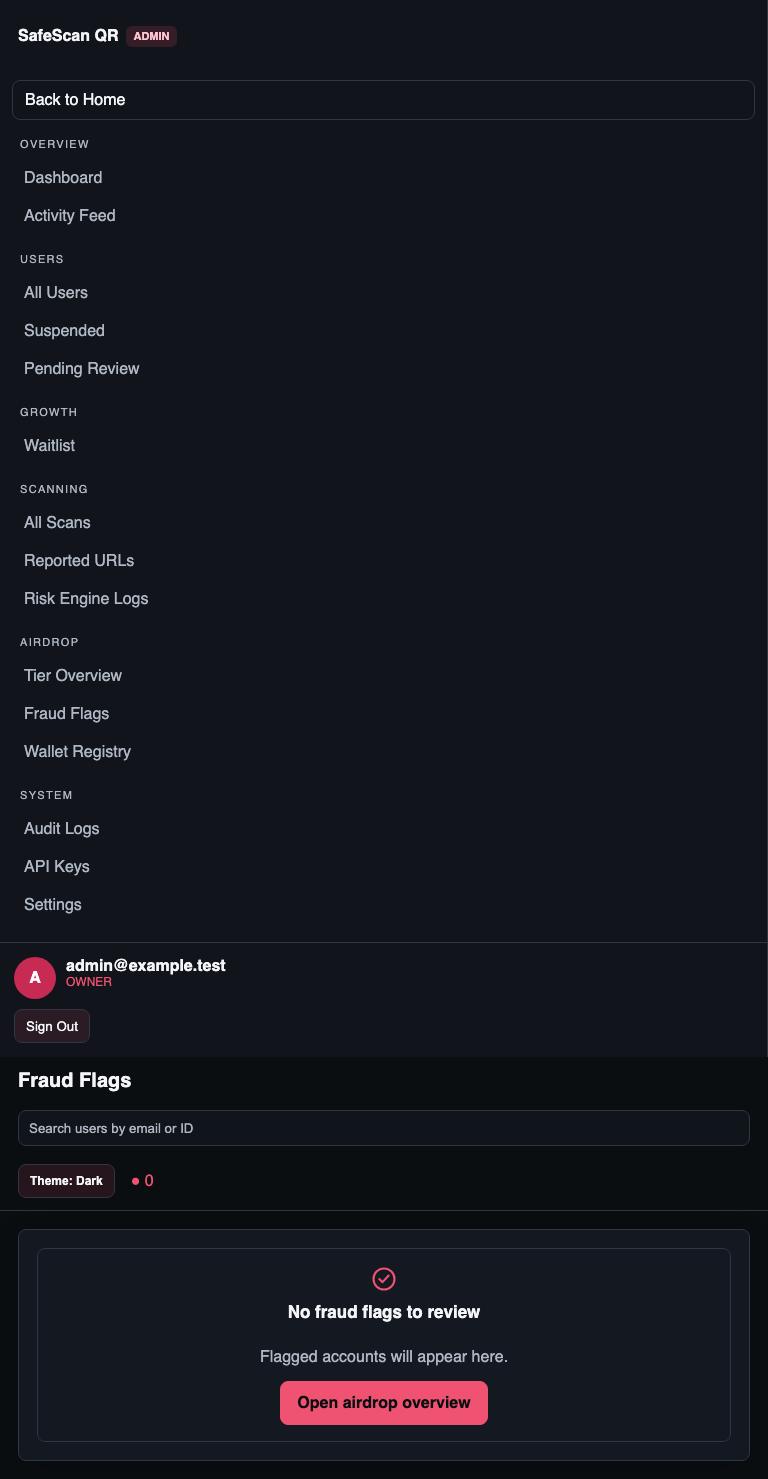 SafeScan QR ADMIN
Back to Home
OVERVIEW
Dashboard
Activity Feed
USERS
All Users
Suspended
Pending Review
GROWTH
Waitlist
SCANNING
All Scans
Reported URLs
Risk Engine Logs
AIRDROP
Tier Overview
Fraud Flags
Wallet Registry
SYSTEM
Audit Logs
API Keys
Settings
A
admin@example.test
OWNER
Sign Out
Fraud Flags
Search users by email or ID
Theme: Dark 0
No fraud flags to review
Flagged accounts will appear here.
Open airdrop overview